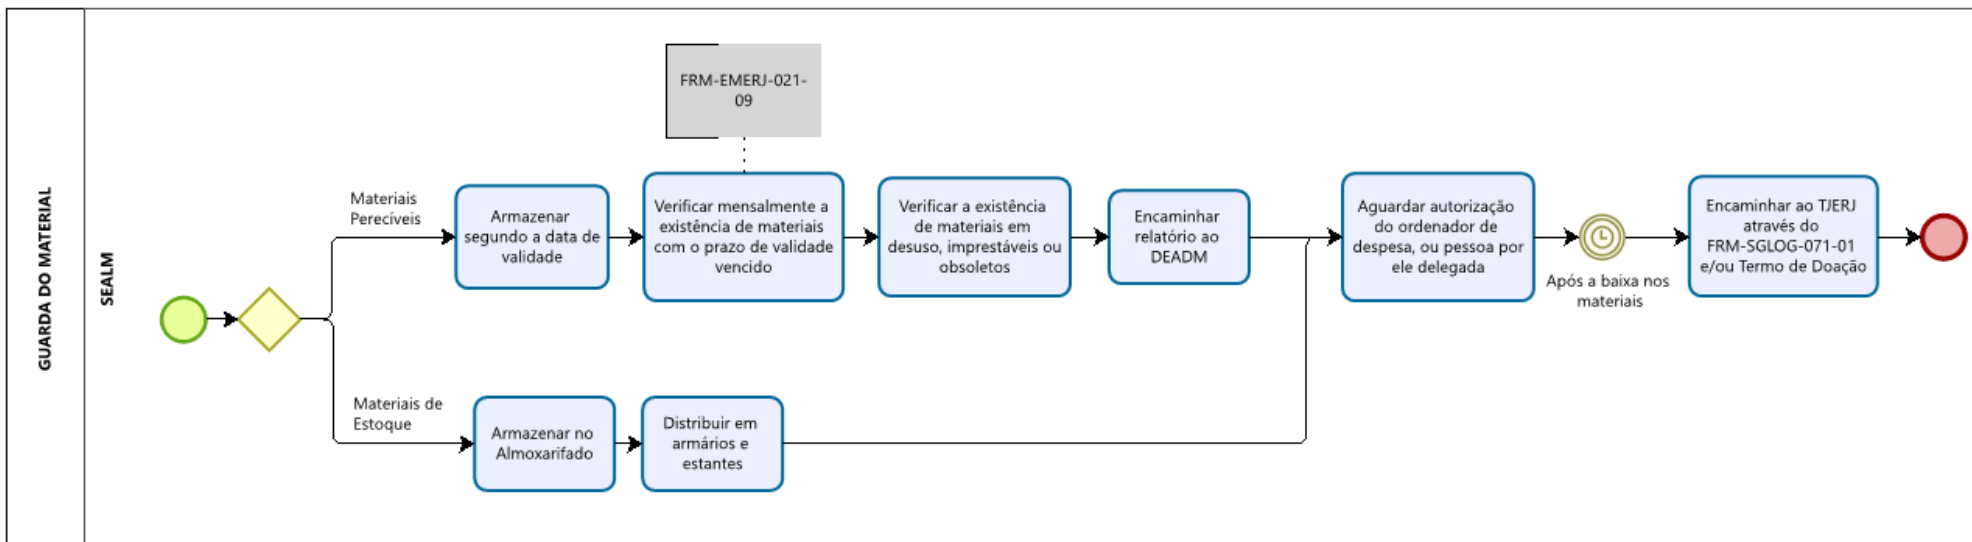 GUARDA DO MATERIAL
SEALM
FRM-EMERJ-021-
09
Materiais
Perecíveis
Armazenar
segundo a data de
validade
Verificar mensalmente a
existência de materiais
com o prazo de validade
vencido
Verificar a existência
de materiais em
desuso, imprestáveis ou
obsoletos
Encaminhar
relatório ao
DEADM
Aguardar autorização
do ordenador de
despesa, ou pessoa por
ele delegada
Após a baixa nos
materiais
Encaminhar ao TJERJ
através do
FRM-SGLOG-071-01
e/ou Termo de Doação
Materiais de
Estoque
Armazenar no
Almoxarifado
Distribuir em
armários e
estantes